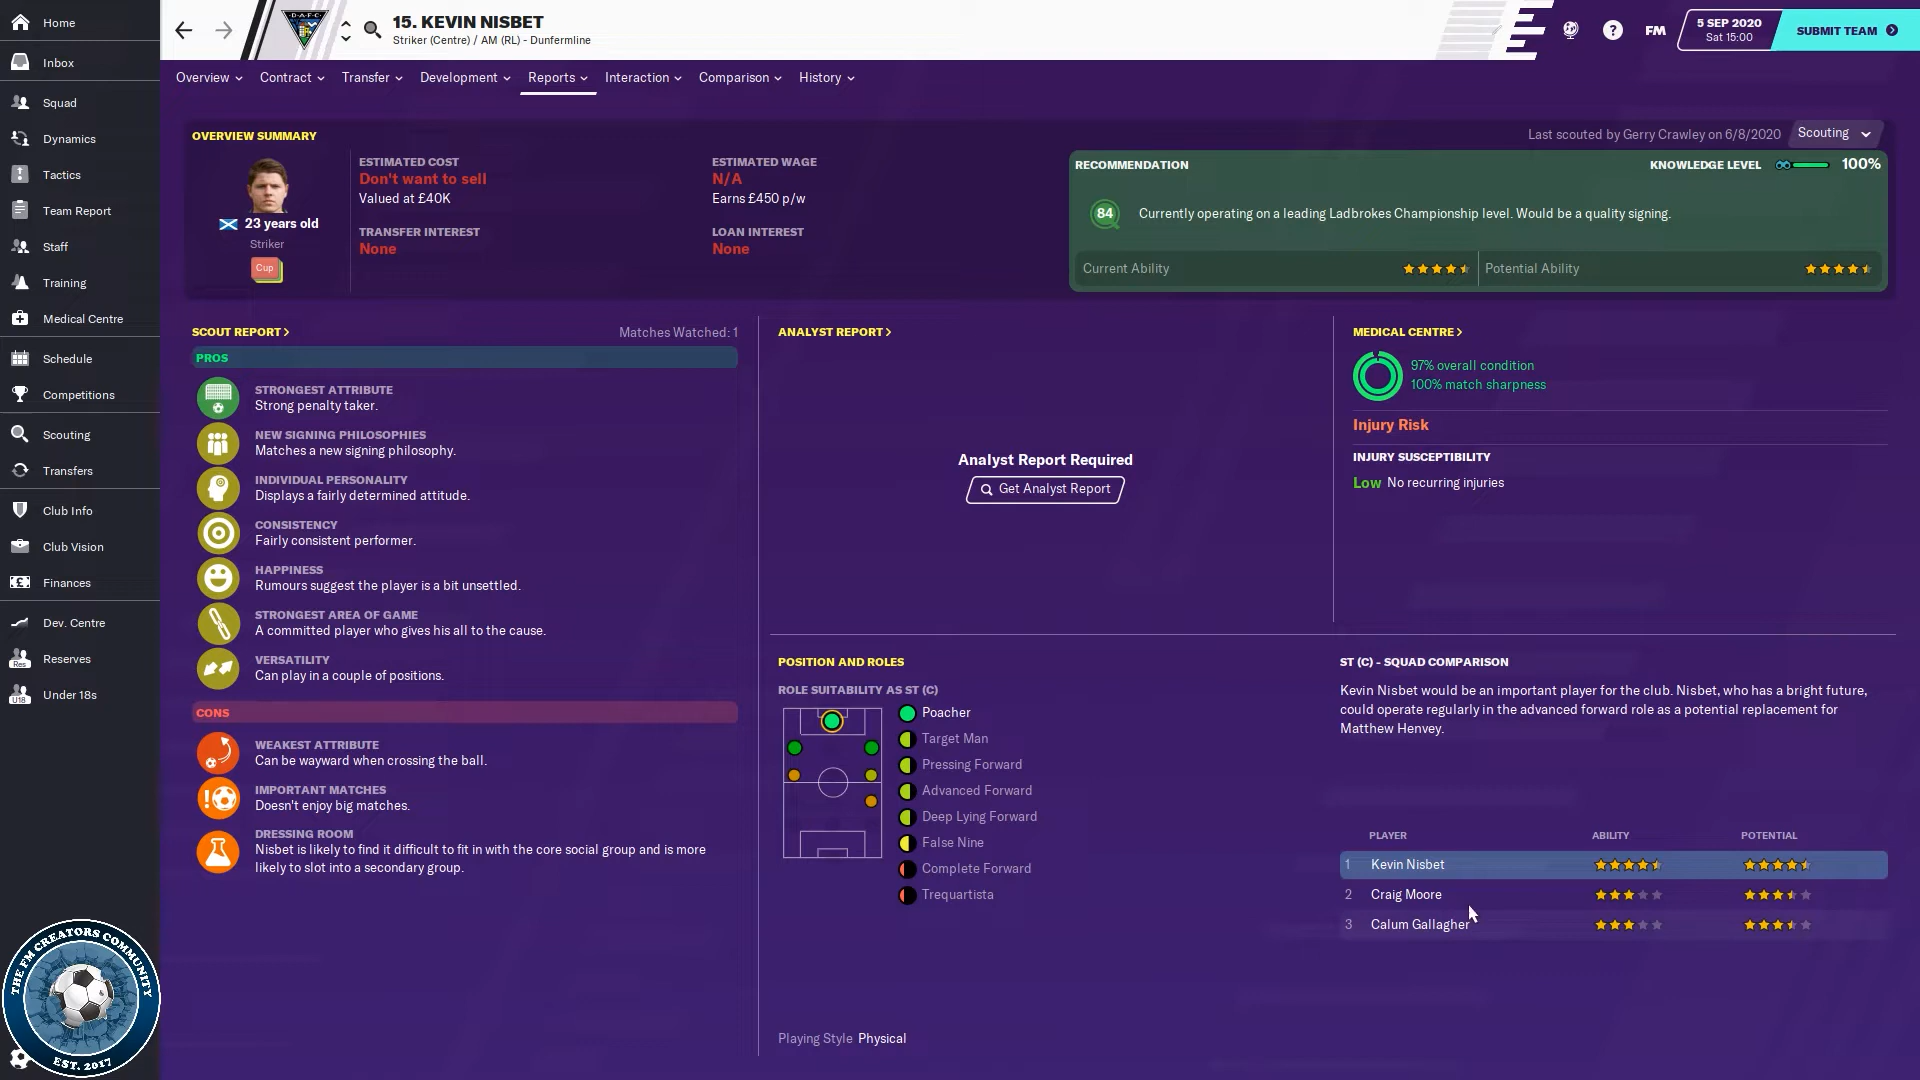 Home
Inbox
Squad
Dynamics
Tactics
Team Report
Staff
Training
Medical Centre
Schedule
Competitions
Scouting
Transfers
Club Info
Club Vision
Finances
Dev. Centre
Res
Reserves
U18
Under 18s
THE FM CREATORS COMMUNITY
EST. 2017
D.A.F.C.
15. KEVIN NISBET
Striker (Centre) / AM (RL) - Dunfermline
?
FM
5 SEP 2020
Sat 15:00
SUBMIT TEAM
Overview
Contract
Transfer
Development
Reports
Interaction
Comparison
History
OVERVIEW SUMMARY
Last scouted by Gerry Crawley on 6/8/2020
Scouting
23 years old
Striker
Cup
ESTIMATED COST
Don't want to sell
Valued at £40K
TRANSFER INTEREST
None
ESTIMATED WAGE
N/A
Earns £450 p/w
LOAN INTEREST
None
RECOMMENDATION
KNOWLEDGE LEVEL 100%
84
Currently operating on a leading Ladbrokes Championship level. Would be a quality signing.
Current Ability
Potential Ability
SCOUT REPORT >
Matches Watched: 1
PROS
STRONGEST ATTRIBUTE
Strong penalty taker.
NEW SIGNING PHILOSOPHIES
Matches a new signing philosophy.
INDIVIDUAL PERSONALITY
Displays a fairly determined attitude.
CONSISTENCY
Fairly consistent performer.
HAPPINESS
Rumours suggest the player is a bit unsettled.
STRONGEST AREA OF GAME
A committed player who gives his all to the cause.
VERSATILITY
Can play in a couple of positions.
CONS
WEAKEST ATTRIBUTE
Can be wayward when crossing the ball.
IMPORTANT MATCHES
Doesn't enjoy big matches.
DRESSING ROOM
Nisbet is likely to find it difficult to fit in with the core social group and is more
likely to slot into a secondary group.
ANALYST REPORT >
Analyst Report Required
Get Analyst Report
MEDICAL CENTRE >
97% overall condition
100% match sharpness
Injury Risk
INJURY SUSCEPTIBILITY
Low No recurring injuries
POSITION AND ROLES
ROLE SUITABILITY AS ST (C)
Poacher
Target Man
Pressing Forward
Advanced Forward
Deep Lying Forward
False Nine
Complete Forward
Trequartista
Playing Style Physical
ST (C) - SQUAD COMPARISON
Kevin Nisbet would be an important player for the club. Nisbet, who has a bright future,
could operate regularly in the advanced forward role as a potential replacement for
Matthew Henvey.
PLAYER ABILITY POTENTIAL
1 Kevin Nisbet
2 Craig Moore
3 Calum Gallagher